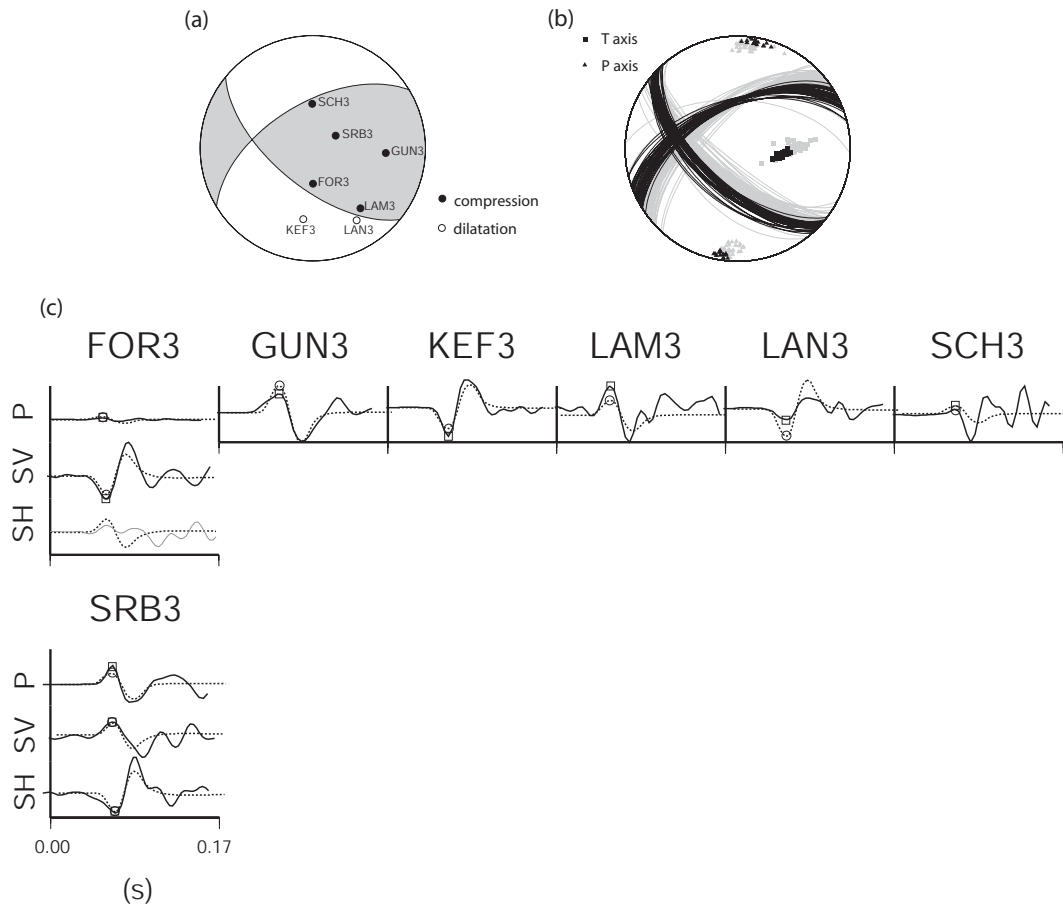 (a)
SCH3
SRB3
GUN3
FOR3
LAM3
KEF3
LAN3
compression
dilatation
(b)
T axis
P axis
(c)
FOR3 GUN3 KEF3 LAM3 LAN3 SCH3
P
SV
SH
SRB3
P
SV
SH
0.00 0.17
(s)